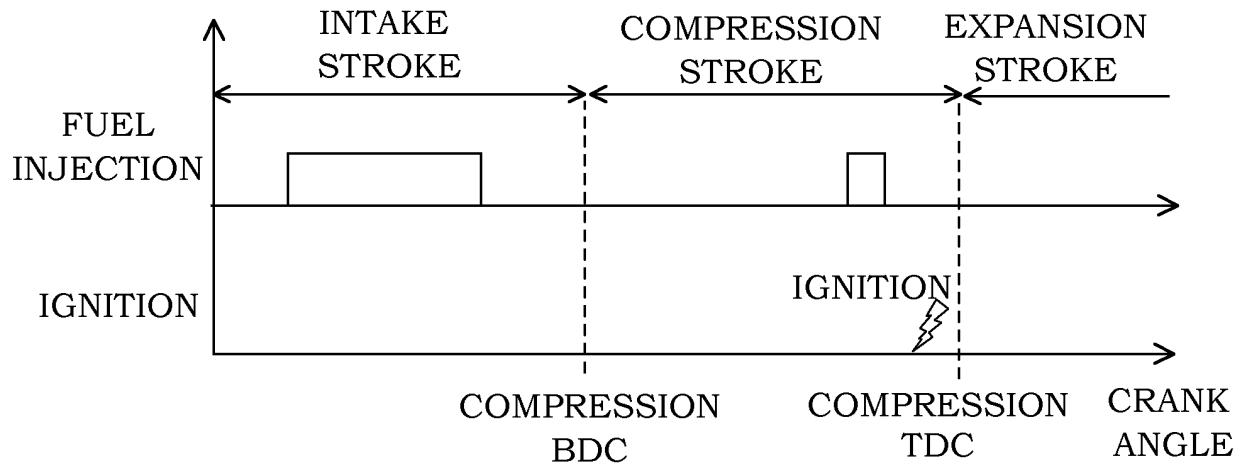 INTAKE
STROKE
COMPRESSION
STROKE
EXPANSION
STROKE
FUEL
INJECTION
IGNITION
IGNITION
COMPRESSION
BDC
COMPRESSION
TDC
CRANK
ANGLE